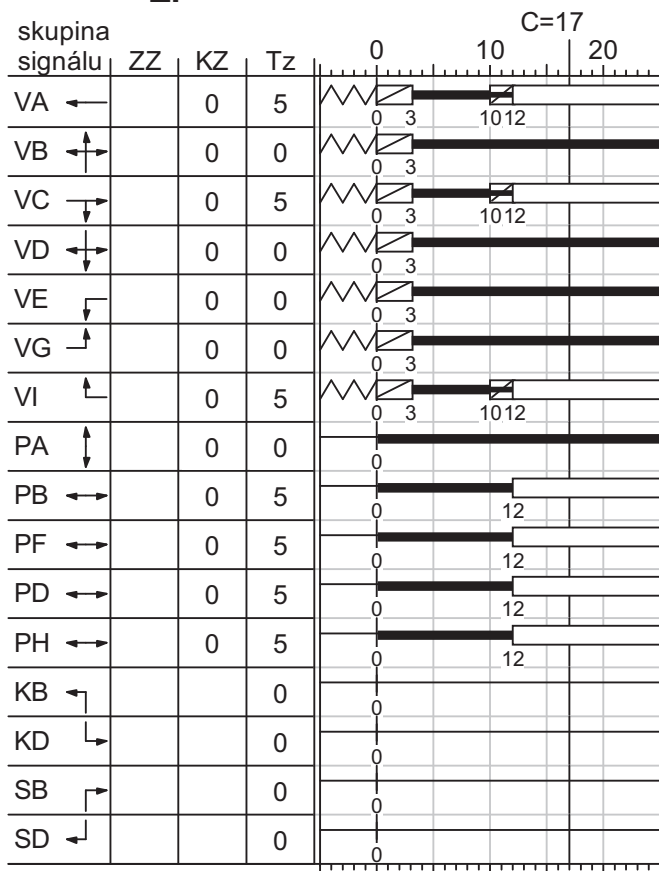 C=17
skupina
signálu ZZ KZ Tz 0 10 20
VA 0 5
0 3 10 12
VB 0 0
0 3
VC 0 5
0 3 10 12
VD 0 0
0 3
VE 0 0
0 3
VG 0 0
0 3
VI 0 5
0 3 10 12
PA 0 0
0
PB 0 5
0 12
PF 0 5
0 12
PD 0 5
0 12
PH 0 5
0 12
KB 0
0
KD 0
0
SB 0
0
SD 0
0